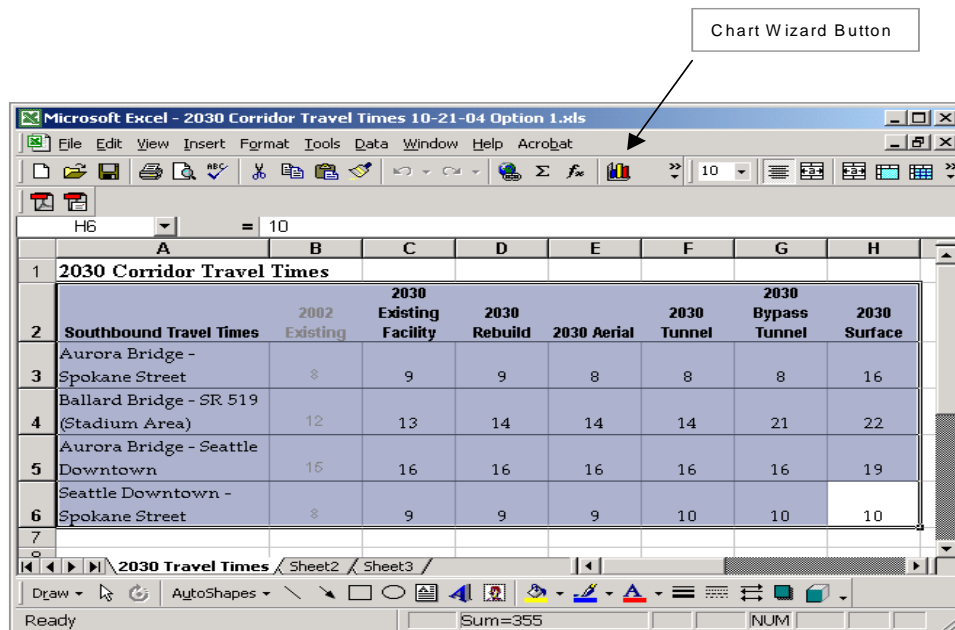 Chart Wizard Button
Microsoft Excel - 2030 Corridor Travel Times 10-21-04 Option 1.xls
File Edit View Insert Format Tools Data Window Help Acrobat
ABC Σ fx 10
H6 = 10
A B C D E F G H
1 2030 Corridor Travel Times
2030 2030
2002 Existing 2030 2030 Bypass 2030
2 Southbound Travel Times Existing Facility Rebuild 2030 Aerial Tunnel Tunnel Surface
Aurora Bridge -
3 Spokane Street 8 9 9 8 8 8 16
Ballard Bridge - SR 519
4 (Stadium Area) 12 13 14 14 14 21 22
Aurora Bridge - Seattle
5 Downtown 15 16 16 16 16 16 19
Seattle Downtown -
6 Spokane Street 8 9 9 9 10 10 10
7
2030 Travel Times Sheet2 Sheet3
Draw AutoShapes A
Ready Sum=355 NUM